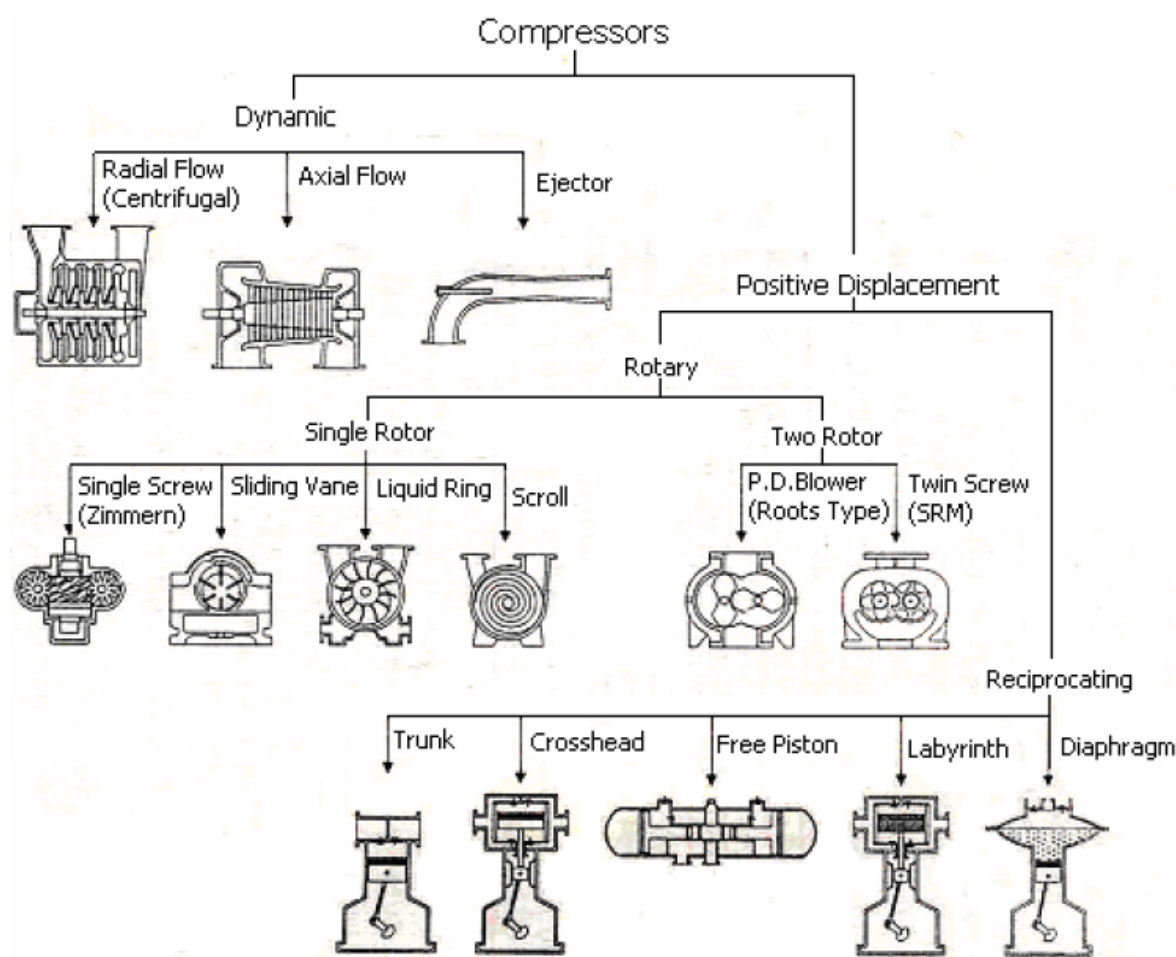 Compressors
Dynamic
Radial Flow
(Centrifugal)
Axial Flow
Ejector
Positive Displacement
Rotary
Single Rotor
Two Rotor
Single Screw
(Zimmern)
Sliding Vane
Liquid Ring
Scroll
P.D.Blower
(Roots Type)
Twin Screw
(SRM)
Reciprocating
Trunk
Crosshead
Free Piston
Labyrinth
Diaphragm